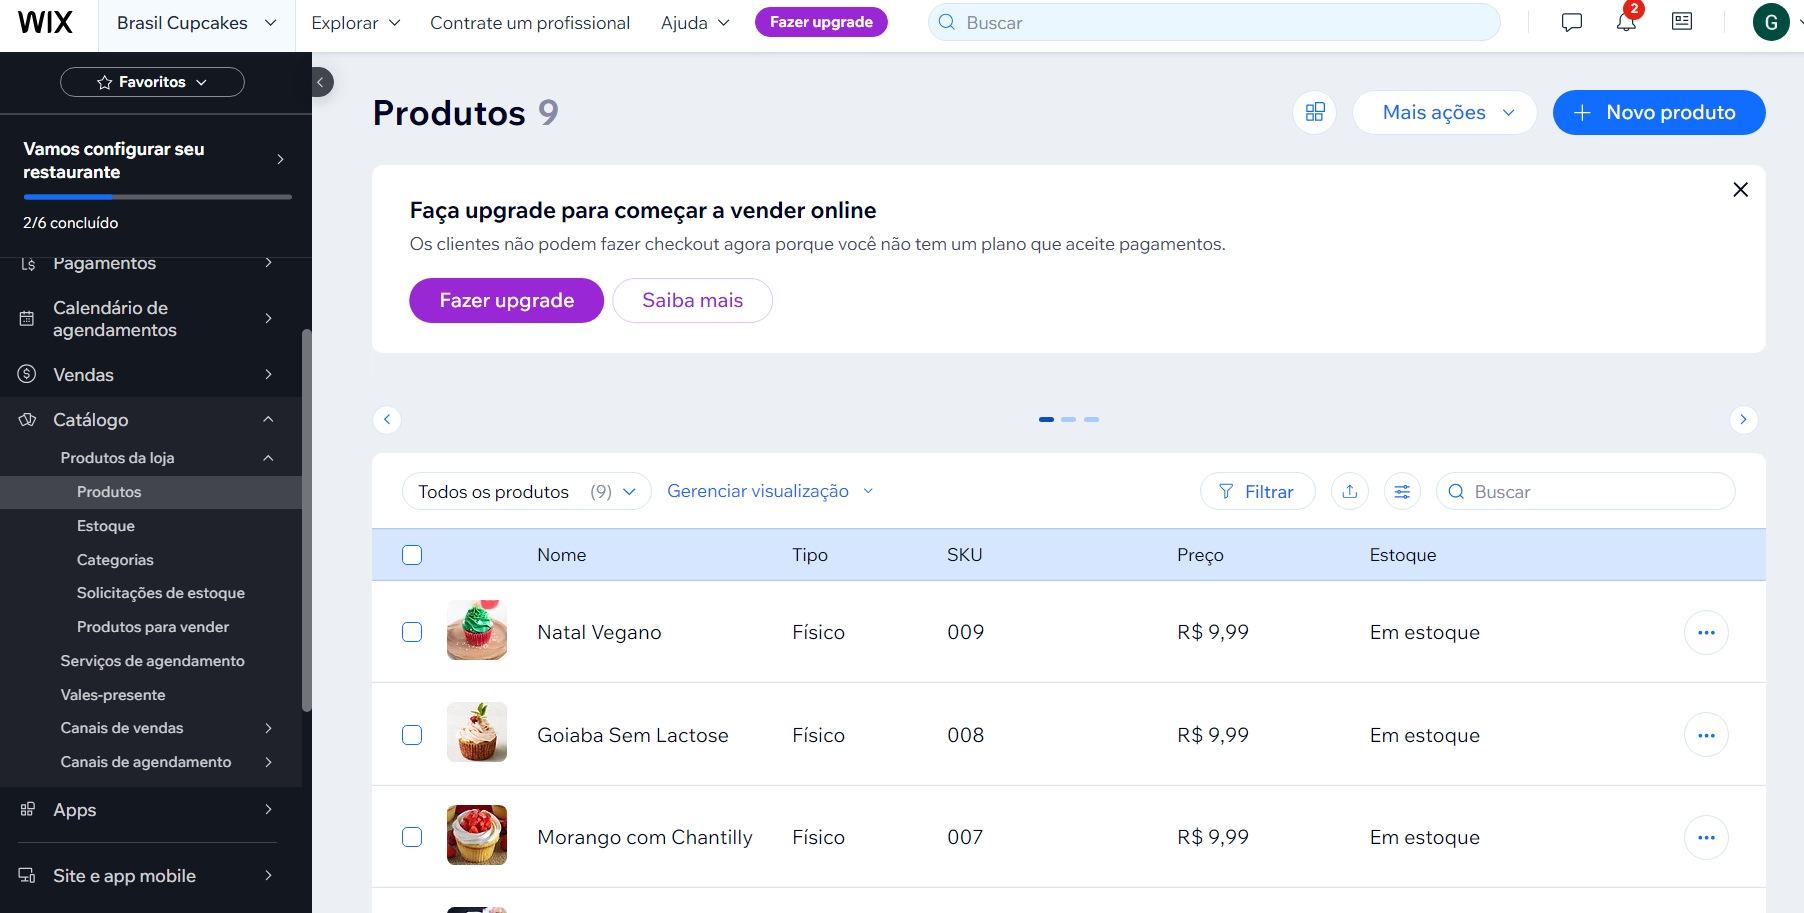 WIX
Brasil Cupcakes
Explorar
Contrate um profissional
Ajuda
Fazer upgrade
Buscar
2
G
Favoritos
Vamos configurar seu
restaurante
2/6 concluído
Pagamentos
Calendário de
agendamentos
Vendas
Catálogo
Produtos da loja
Produtos
Estoque
Categorias
Solicitações de estoque
Produtos para vender
Serviços de agendamento
Vales-presente
Canais de vendas
Canais de agendamento
Apps
Site e app mobile
Produtos 9
Mais ações
+ Novo produto
Faça upgrade para começar a vender online
Os clientes não podem fazer checkout agora porque você não tem um plano que aceite pagamentos.
Fazer upgrade
Saiba mais
Todos os produtos (9)
Gerenciar visualização
Filtrar
Buscar
Nome Tipo SKU Preço Estoque
Natal Vegano Físico 009 R$ 9,99 Em estoque
Goiaba Sem Lactose Físico 008 R$ 9,99 Em estoque
Morango com Chantilly Físico 007 R$ 9,99 Em estoque